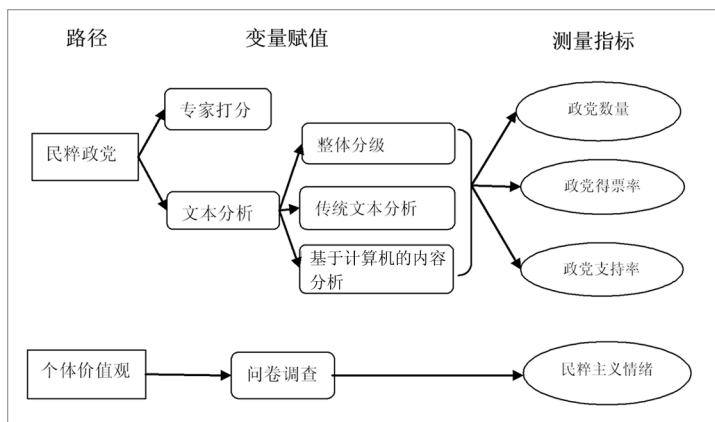 路径
变量赋值
测量指标
民粹政党
专家打分
文本分析
整体分级
传统文本分析
基于计算机的内容
分析
政党数量
政党得票率
政党支持率
个体价值观
问卷调查
民粹主义情绪